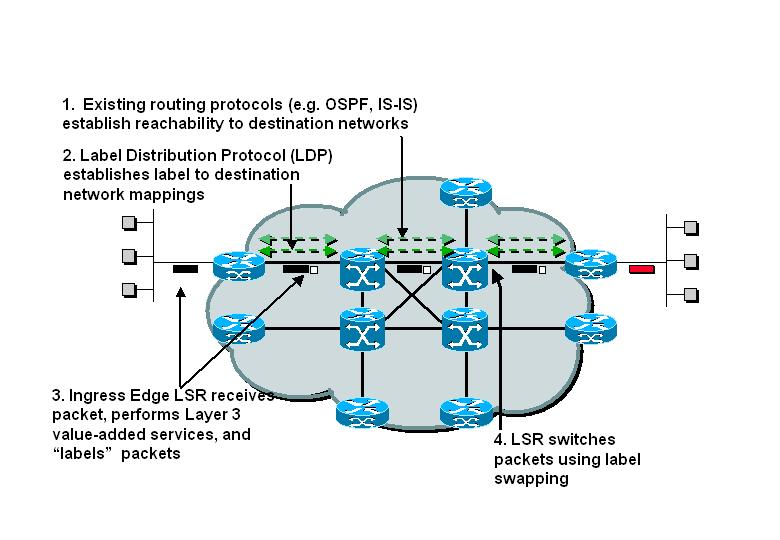 1.  Existing routing protocols (e.g. OSPF, IS-IS)
establish reachability to destination networks
2. Label Distribution Protocol (LDP)
establishes label to destination
network mappings
3. Ingress Edge LSR receives
packet, performs Layer 3
value-added services, and
“labels”  packets
4. LSR switches
packets using label
swapping